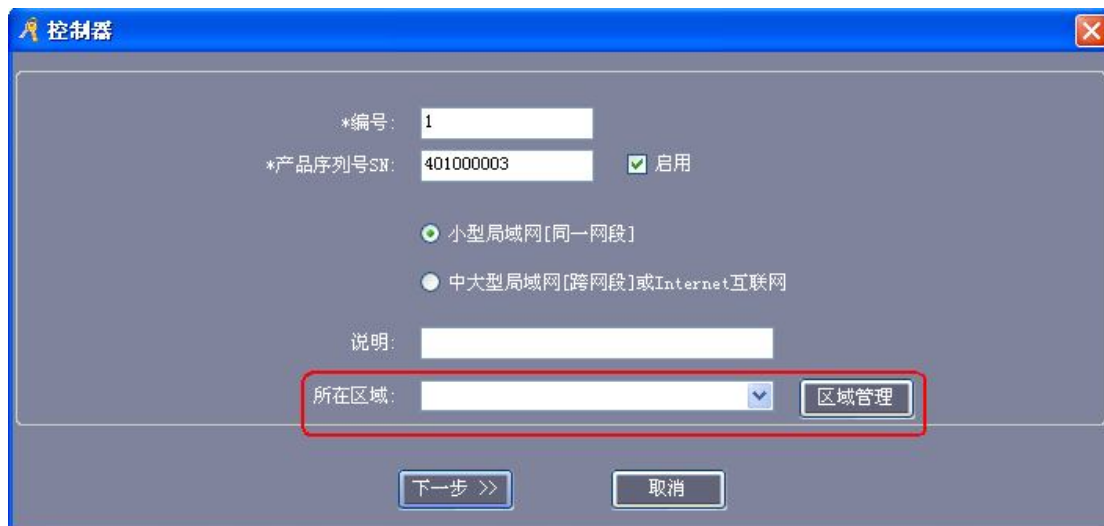 控制器
*编号: 1
*产品序列号SN: 401000003 启用
小型局域网[同一网段]
中大型局域网[跨网段]或Internet互联网
说明:
所在区域: 区域管理
下一步 >> 取消